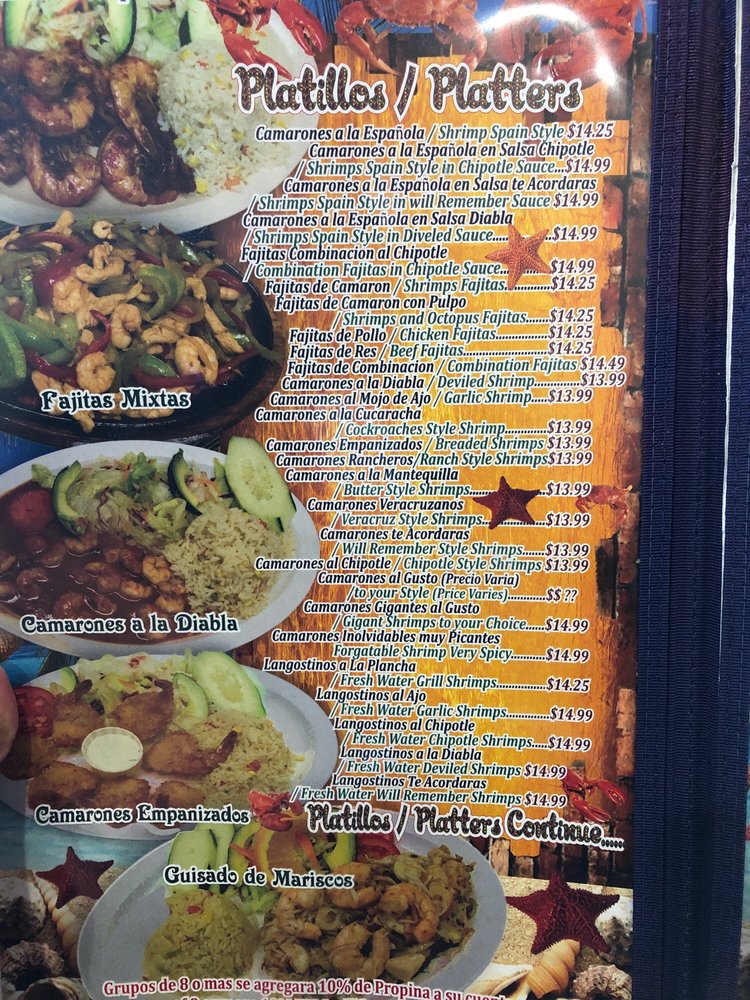 Platillos / Platters
Camarones a la Española / Shrimp Spain Style $14.25
Camarones a la Española en Salsa Chipotle
/ Shrimps Spain Style in Chipotle Sauce...$14.99
Camarones a la Española en Salsa te Acordaras
/ Shrimps Spain Style in will Remember Sauce $14.99
Camarones a la Española en Salsa Diabla
/ Shrimps Spain Style in Diveled Sauce.............$14.99
Fajitas Combinacion al Chipotle
/ Combination Fajitas in Chipotle Sauce............$14.99
Fajitas de Camaron / Shrimps Fajitas...........$14.25
Fajitas de Camaron con Pulpo
/ Shrimps and Octopus Fajitas.......$14.25
Fajitas de Pollo / Chicken Fajitas.............$14.25
Fajitas de Res / Beef Fajitas....................$14.25
Fajitas de Combinacion / Combination Fajitas $14.49
Camarones a la Diabla / Deviled Shrimp............$13.99
Camarones al Mojo de Ajo / Garlic Shrimp....$13.99
Camarones a la Cucaracha
/ Cockroaches Style Shrimp...........$13.99
Camarones Empanizados / Breaded Shrimps $13.99
Camarones Rancheros/Ranch Style Shrimps$13.99
Camarones a la Mantequilla
/ Butter Style Shrimps....................$13.99
Camarones Veracruzanos
/ Veracruz Style Shrimps.................$13.99
Camarones te Acordaras
/ Will Remember Style Shrimps......$13.99
Camarones al Chipotle / Chipotle Style Shrimps $13.99
Camarones al Gusto (Precio Varia)
/to your Style (Price Varies)..........$$ ??
Camarones Gigantes al Gusto
/ Gigant Shrimps to your Choice.....$14.99
Camarones Inolvidables muy Picantes
Forgatable Shrimp Very Spicy.........$14.99
Langostinos a La Plancha
/ Fresh Water Grill Shrimps.............$14.25
Langostinos al Ajo
/ Fresh Water Garlic Shrimps...........$14.99
Langostinos al Chipotle
/ Fresh Water Chipotle Shrimps....$14.99
Langostinos a la Diabla
/ Fresh Water Deviled Shrimps $14.99
Langostinos Te Acordaras
/ Fresh Water Will Remember Shrimps $14.99
Platillos / Platters Continue......
Fajitas Mixtas
Camarones a la Diabla
Camarones Empanizados
Guisado de Mariscos
Grupos de 8 o mas se agregara 10% de Propina a su